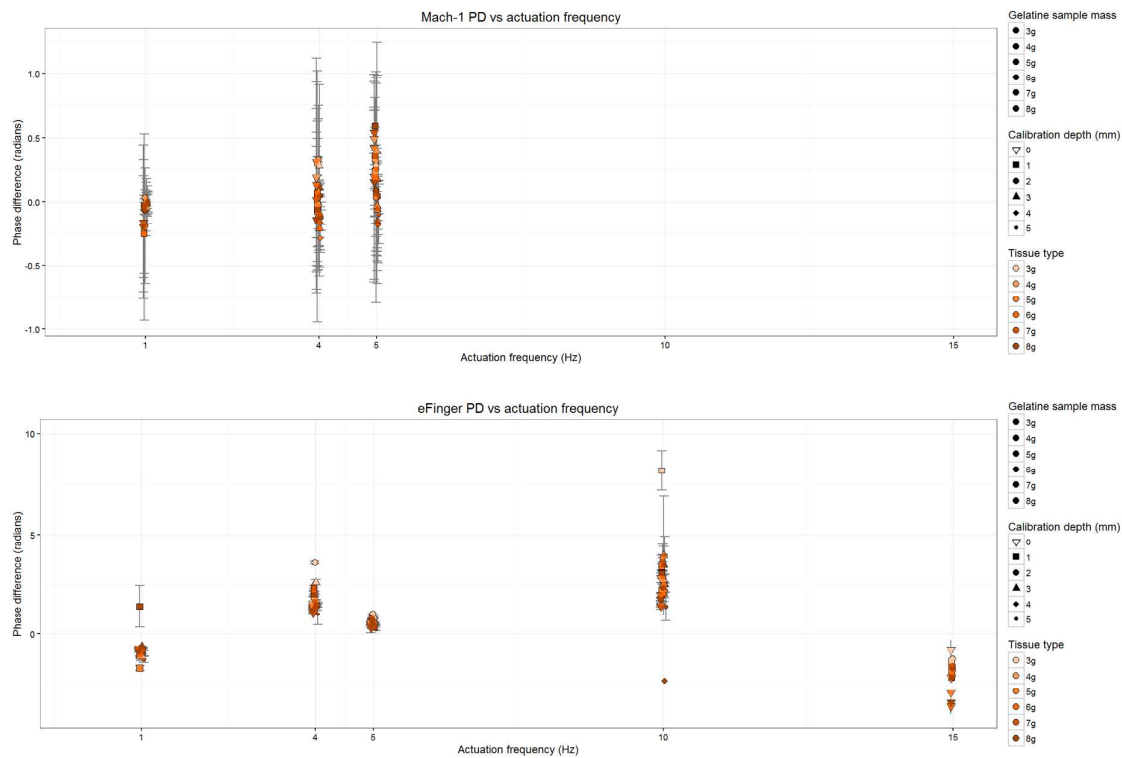 Mach-1 PD vs actuation frequency
1.0
0.5
0.0
-0.5
-1.0
Phase difference (radians)
1 4 5 10 15
Actuation frequency (Hz)
Gelatine sample mass
3g
4g
5g
6g
7g
8g
Calibration depth (mm)
0
1
2
3
4
5
Tissue type
3g
4g
5g
6g
7g
8g
eFinger PD vs actuation frequency
10
5
0
Phase difference (radians)
1 4 5 10 15
Actuation frequency (Hz)
Gelatine sample mass
3g
4g
5g
6g
7g
8g
Calibration depth (mm)
0
1
2
3
4
5
Tissue type
3g
4g
5g
6g
7g
8g